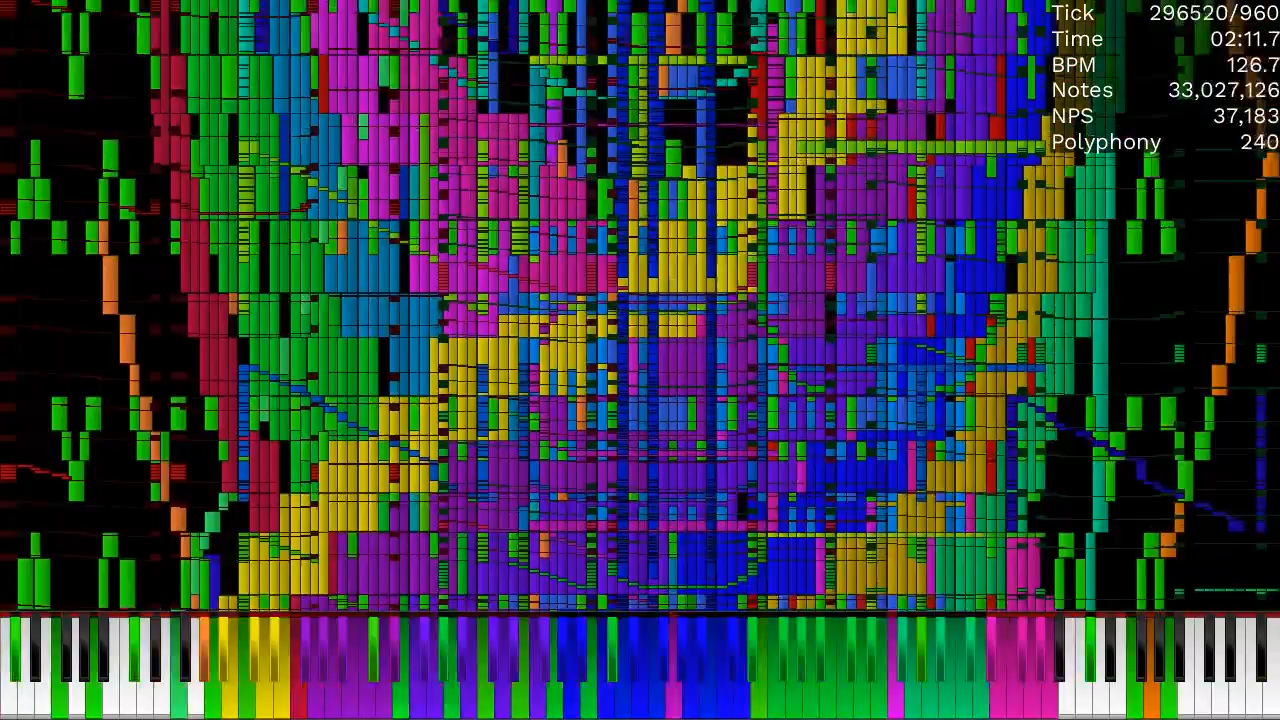 Tick 296520/960
Time 02:11.7
BPM 126.7
Notes 33,027,126
NPS 37,183
Polyphony 240